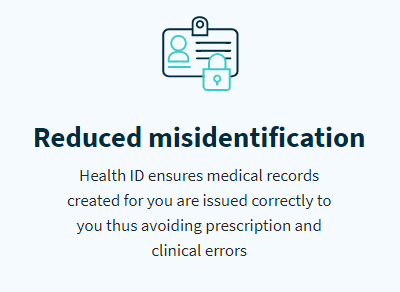 Reduced misidentification
Health ID ensures medical records
created for you are issued correctly to
you thus avoiding prescription and
clinical errors